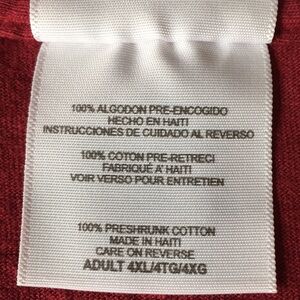 100% ALGODON PRE-ENCOGIDO
HECHO EN HAITI
INSTRUCCIONES DE CUIDADO AL REVERSO
100% COTON PRE-RETRECI
FABRIQUÉ A HAITI
VOIR VERSO POUR ENTRETIEN
100% PRESHRUNK COTTON
MADE IN HAITI
CARE ON REVERSE
ADULT 4XL/4TG/4XG